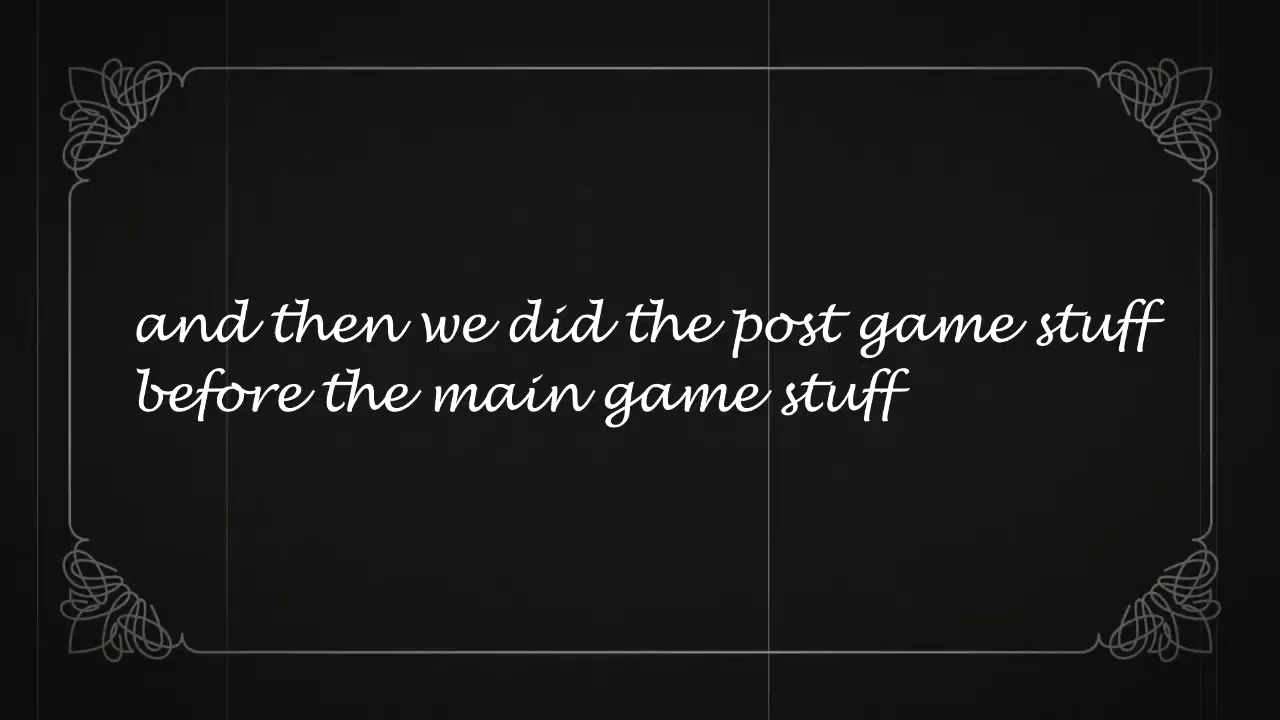 and then we did the post game stuff
before the main game stuff